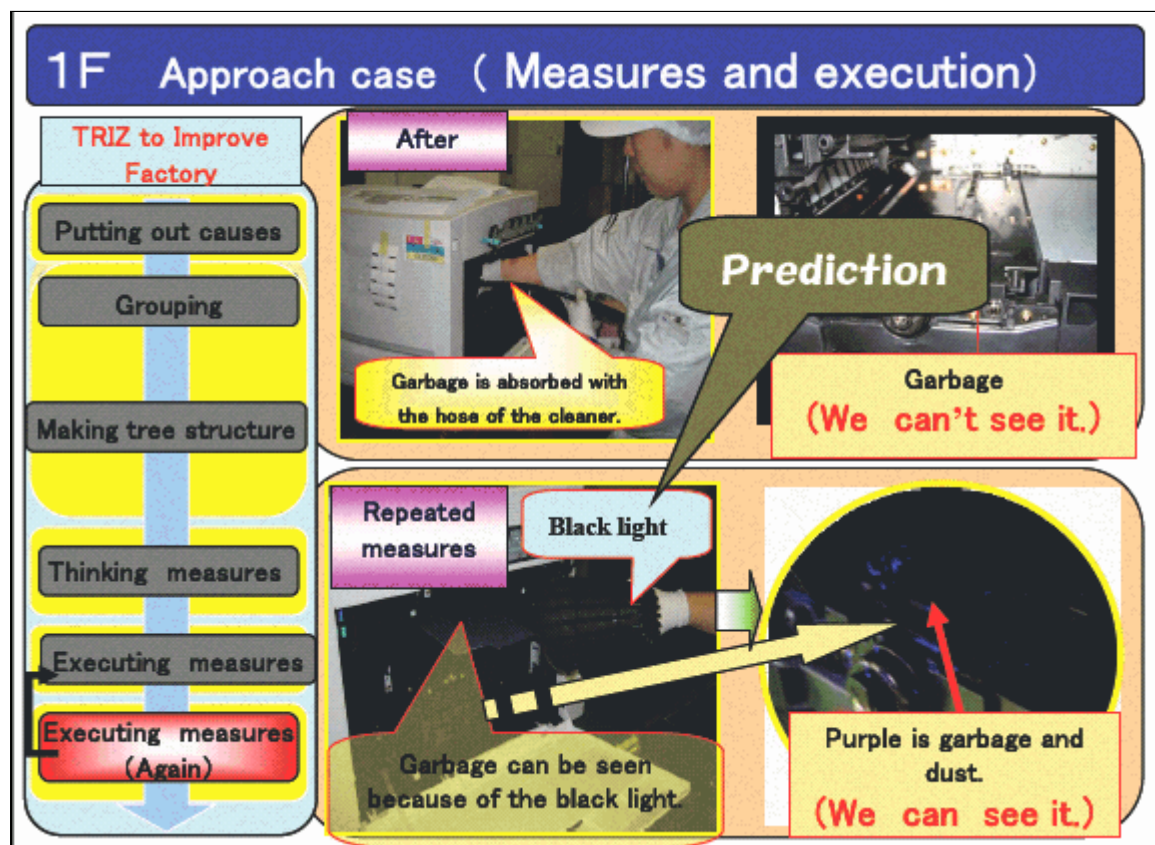 1F Approach case ( Measures and execution)
TRIZ to Improve
Factory
Putting out causes
Grouping
Making tree structure
Thinking measures
Executing measures
Executing measures
(Again)
After
Garbage is absorbed with
the hose of the cleaner.
Prediction
Garbage
(We can't see it.)
Repeated
measures
Black light
Garbage can be seen
because of the black light.
Purple is garbage and
dust.
(We can see it.)